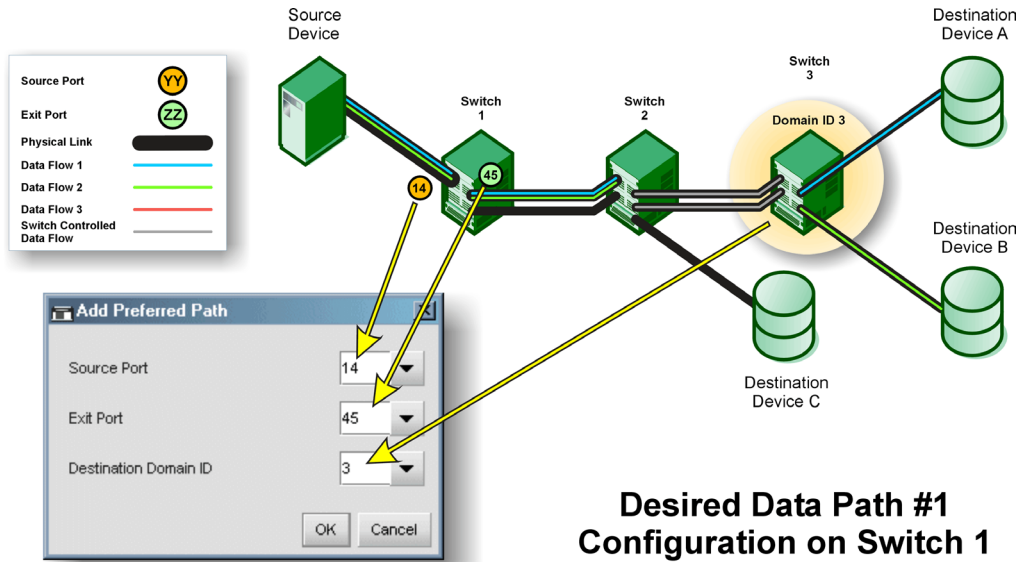 Source
Device
Destination
Device A
Source Port
YY
Exit Port
ZZ
Physical Link
Data Flow 1
Data Flow 2
Data Flow 3
Switch Controlled
Data Flow
Switch
1
Switch
2
Switch
3
Domain ID 3
14
45
Destination
Device B
Destination
Device C
Add Preferred Path
Source Port
14
Exit Port
45
Destination Domain ID
3
OK
Cancel
Desired Data Path #1
Configuration on Switch 1